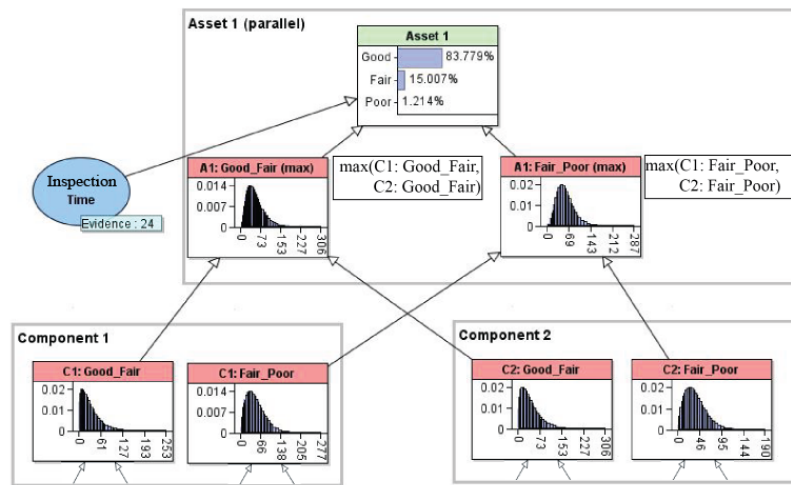 Asset 1 (parallel)
Asset 1
Good 83.779%
Fair 15.007%
Poor 1.214%
Inspection
Time
Evidence : 24
A1: Good_Fair (max)
0.014
0.007
0
0 73 153 227 306
max(C1: Good_Fair,
C2: Good_Fair)
A1: Fair_Poor (max)
0.02
0.01
0
0 69 143 212 287
max(C1: Fair_Poor,
C2: Fair_Poor)
Component 1
C1: Good_Fair
0.02
0.01
0
0 61 127 193 253
C1: Fair_Poor
0.014
0.007
0
0 66 138 205 277
Component 2
C2: Good_Fair
0.02
0.01
0
0 73 153 227 306
C2: Fair_Poor
0.02
0.01
0
0 46 95 144 190